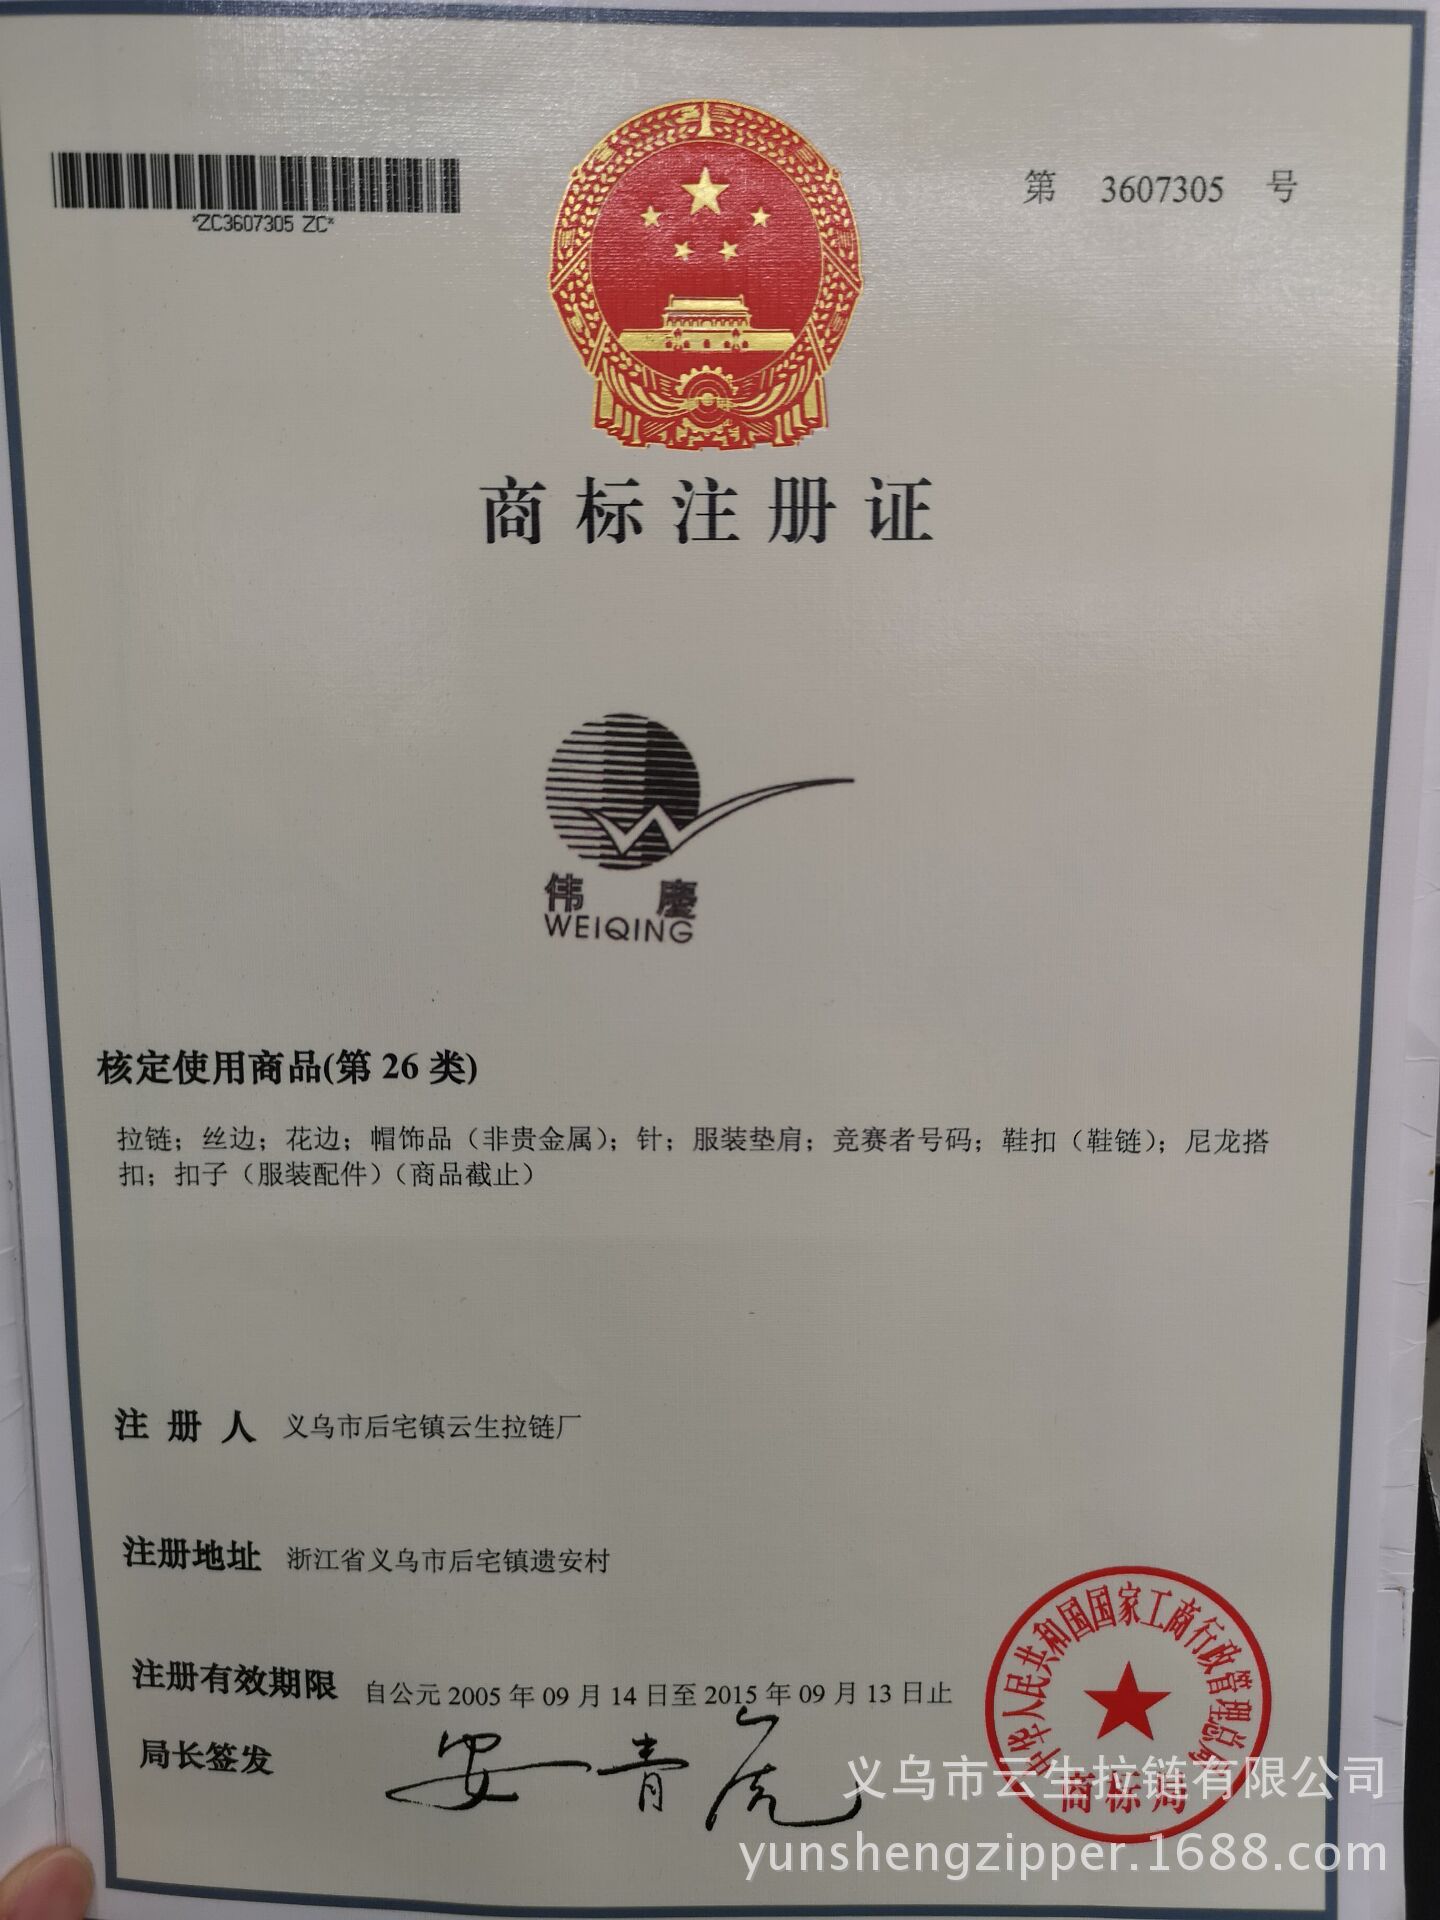 *ZC3607305 ZC*
第 3607305 号
商标注册证
伟慶
WEIQING
核定使用商品(第 26 类)
拉链；丝边；花边；帽饰品（非贵金属）；针；服装垫肩；竞赛者号码；鞋扣（鞋链）；尼龙搭
扣；扣子（服装配件）（商品截止）
注 册 人 义乌市后宅镇云生拉链厂
注册地址 浙江省义乌市后宅镇遗安村
注册有效期限 自公元 2005 年 09 月 14 日至 2015 年 09 月 13 日止
局长签发 安青虎
中华人民共和国国家工商行政管理总局
商标局
义乌市云生拉链有限公司
yunshengzipper.1688.com